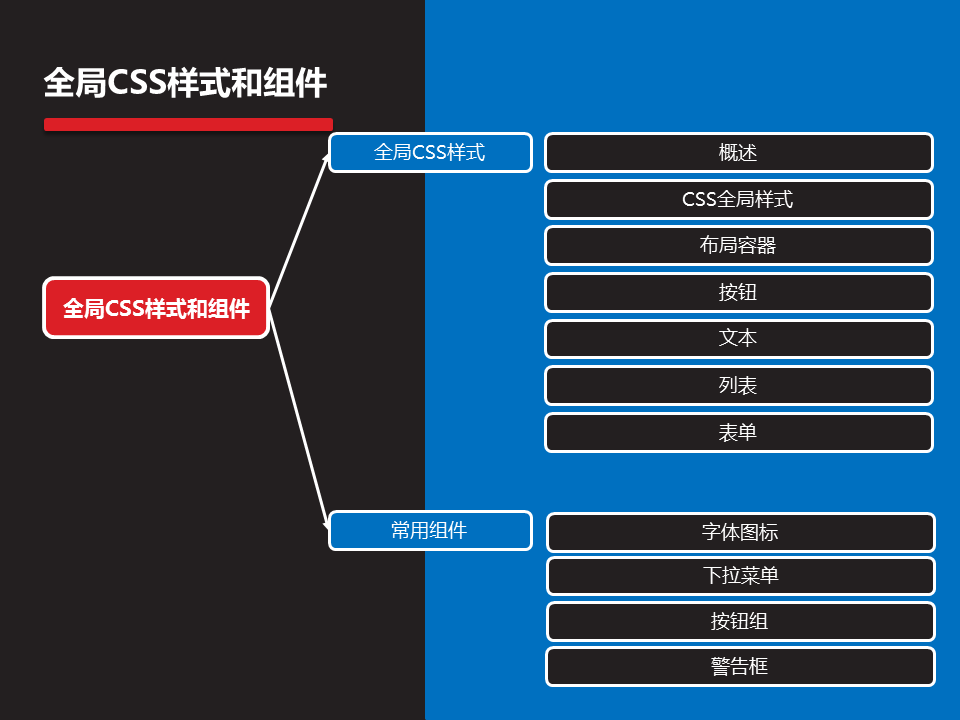 全局CSS样式和组件
全局CSS样式
概述
CSS全局样式
布局容器
按钮
文本
列表
表单
全局CSS样式和组件
常用组件
字体图标
下拉菜单
按钮组
警告框